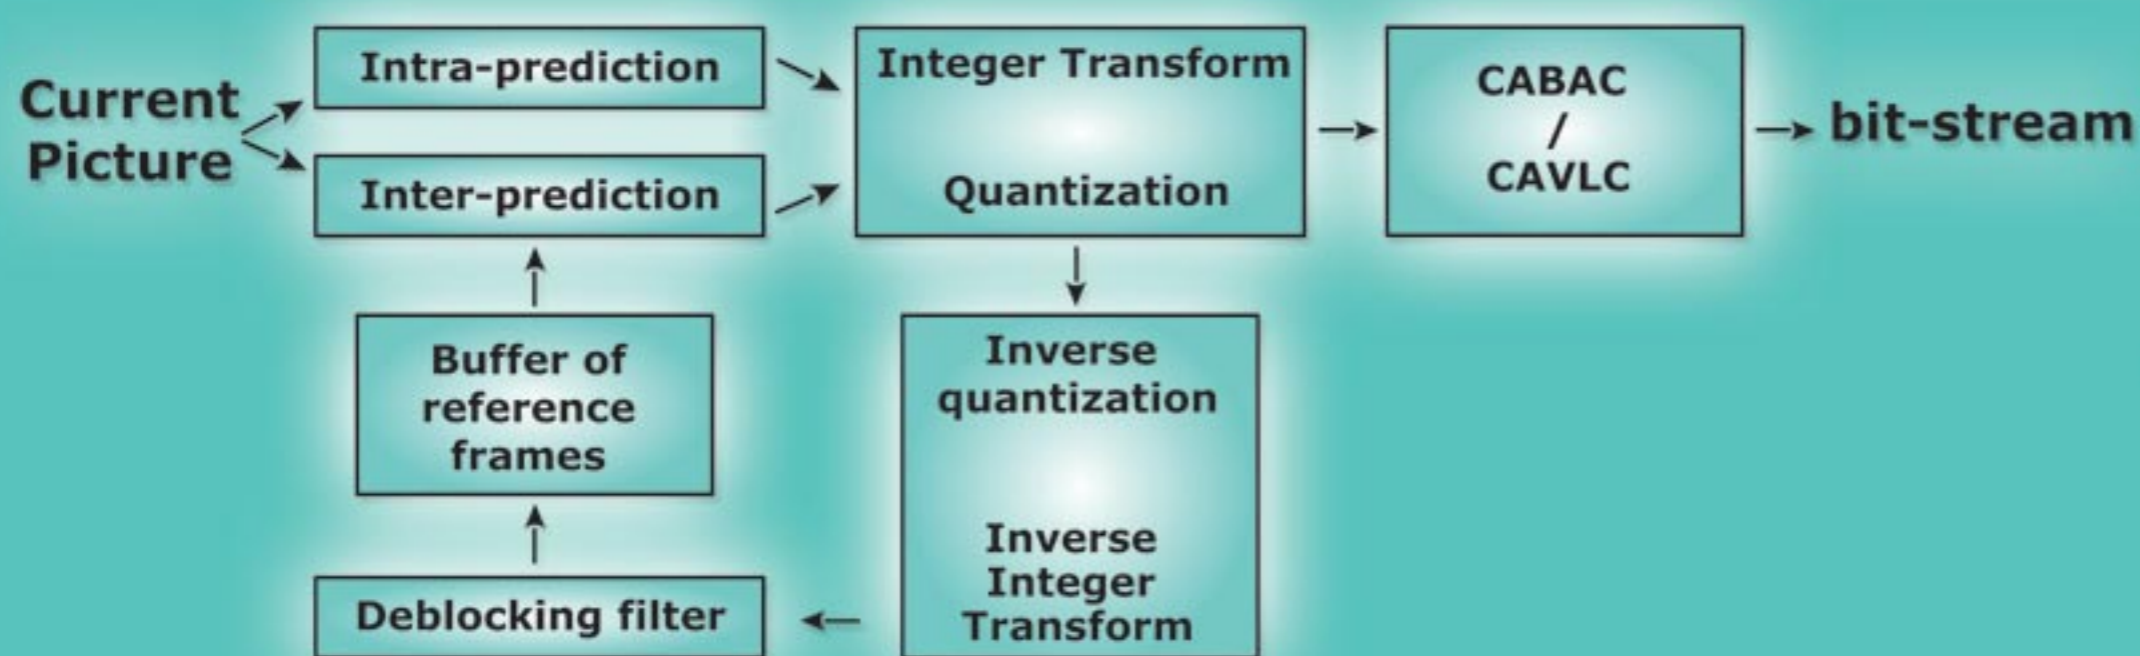 Current
Picture
Intra-prediction
Inter-prediction
Integer Transform
Quantization
CABAC
/
CAVLC
bit-stream
Buffer of
reference
frames
Inverse
quantization
Inverse
Integer
Transform
Deblocking filter